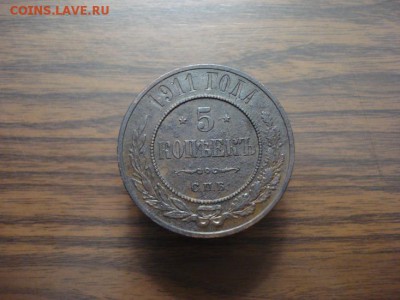 COINS.LAVE.RU
1911 ГОДА
* 5 *
КОПѢЕКЪ
С.П.Б.